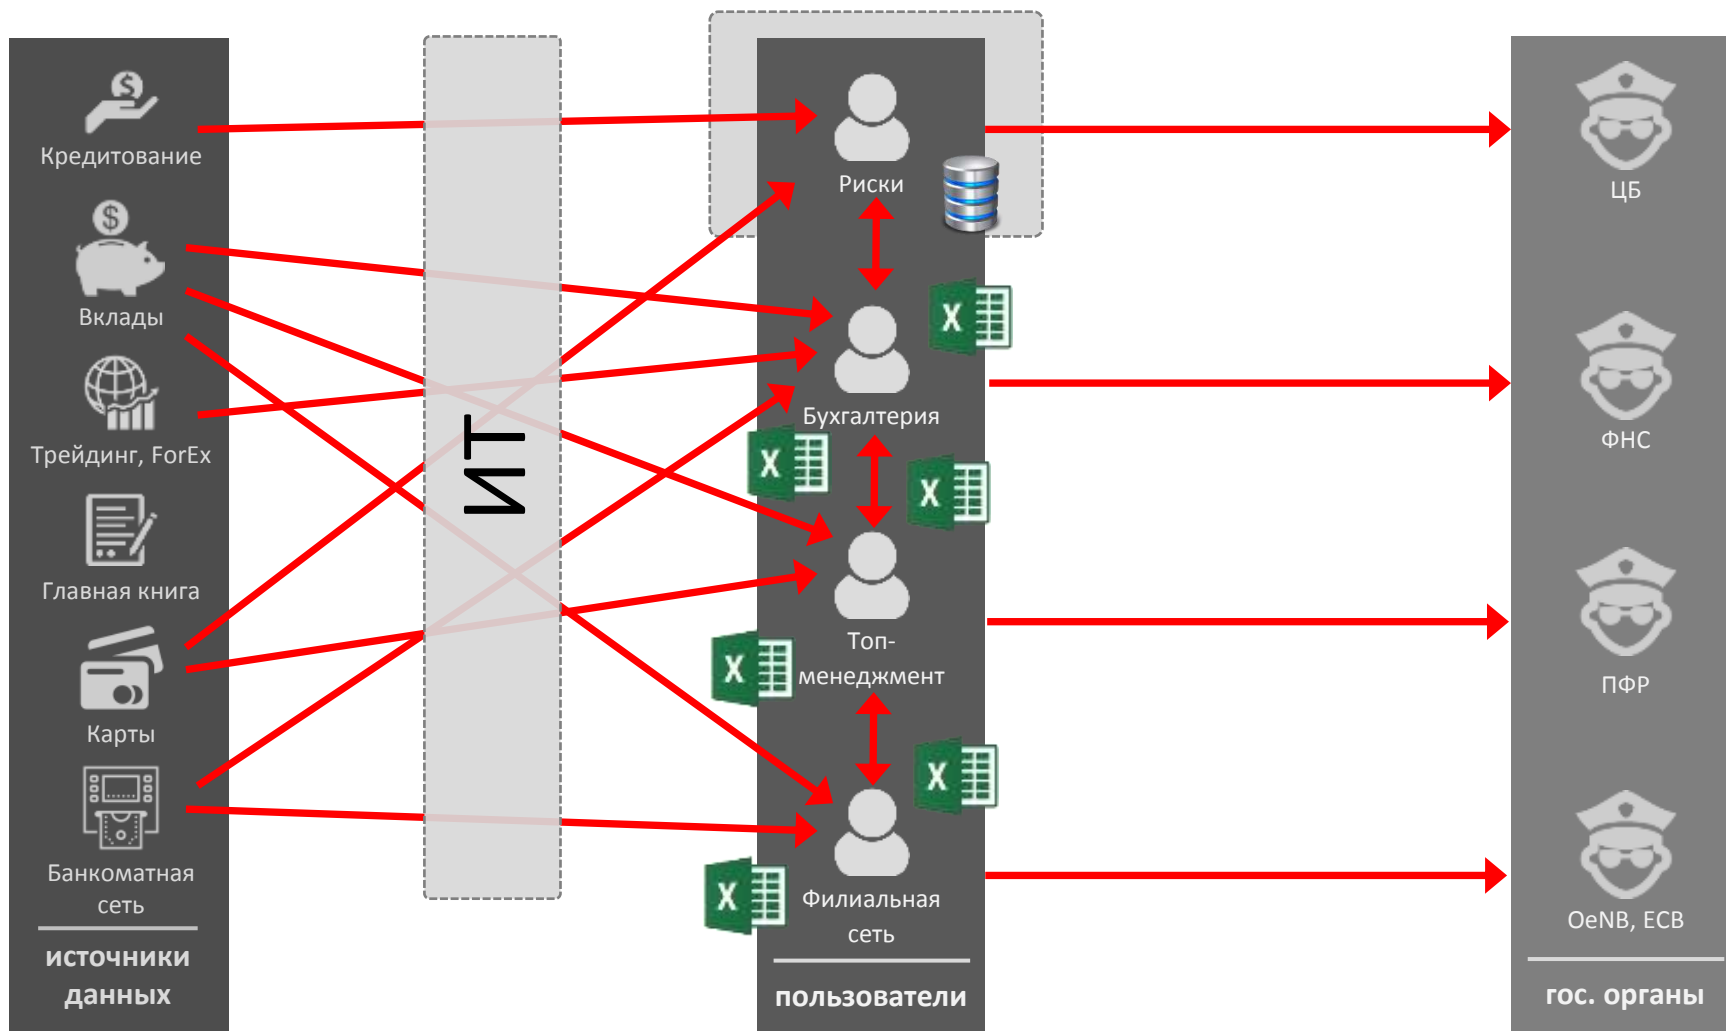 Кредитование
Вклады
Трейдинг, ForEx
Главная книга
Карты
Банкоматная
сеть
источники
данных
ИТ
Риски
Бухгалтерия
Топ-
менеджмент
Филиальная
сеть
пользователи
ЦБ
ФНС
ПФР
OeNB, ECB
гос. органы
$
$
X
X
X
X
X
X